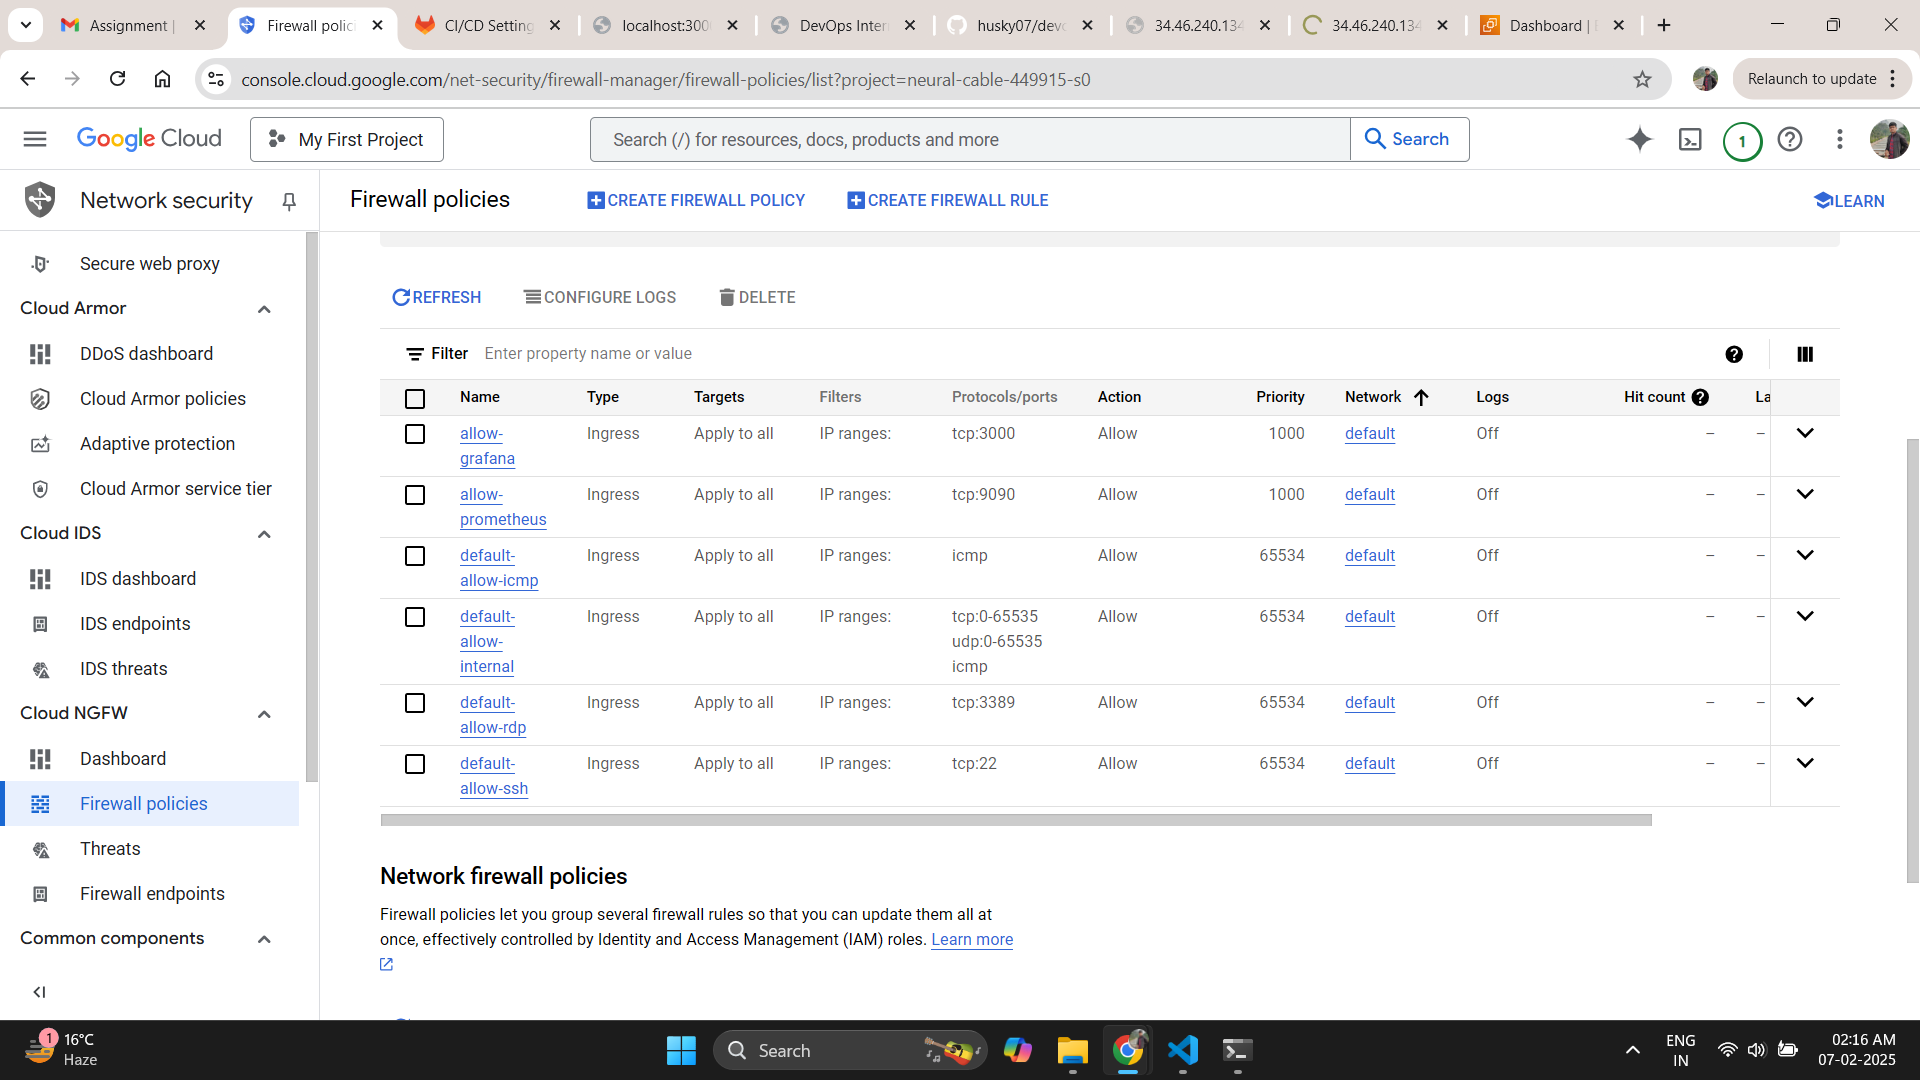 Assignment |
Firewall polici
CI/CD Setting
localhost:300
DevOps Inter
husky07/devo
34.46.240.134
34.46.240.134
Dashboard |
console.cloud.google.com/net-security/firewall-manager/firewall-policies/list?project=neural-cable-449915-s0
Relaunch to update
Google Cloud
My First Project
Search (/) for resources, docs, products and more
Search
1
Network security
Firewall policies
CREATE FIREWALL POLICY
CREATE FIREWALL RULE
LEARN
Secure web proxy
Cloud Armor
DDoS dashboard
Cloud Armor policies
Adaptive protection
Cloud Armor service tier
Cloud IDS
IDS dashboard
IDS endpoints
IDS threats
Cloud NGFW
Dashboard
Firewall policies
Threats
Firewall endpoints
Common components
REFRESH
CONFIGURE LOGS
DELETE
Filter Enter property name or value
Name Type Targets Filters Protocols/ports Action Priority Network Logs Hit count La
allow-grafana Ingress Apply to all IP ranges: tcp:3000 Allow 1000 default Off – –
allow-prometheus Ingress Apply to all IP ranges: tcp:9090 Allow 1000 default Off – –
default-allow-icmp Ingress Apply to all IP ranges: icmp Allow 65534 default Off – –
default-allow-internal Ingress Apply to all IP ranges: tcp:0-65535 udp:0-65535 icmp Allow 65534 default Off – –
default-allow-rdp Ingress Apply to all IP ranges: tcp:3389 Allow 65534 default Off – –
default-allow-ssh Ingress Apply to all IP ranges: tcp:22 Allow 65534 default Off – –
Network firewall policies
Firewall policies let you group several firewall rules so that you can update them all at
once, effectively controlled by Identity and Access Management (IAM) roles. Learn more
1
16°C
Haze
Search
ENG
IN
02:16 AM
07-02-2025